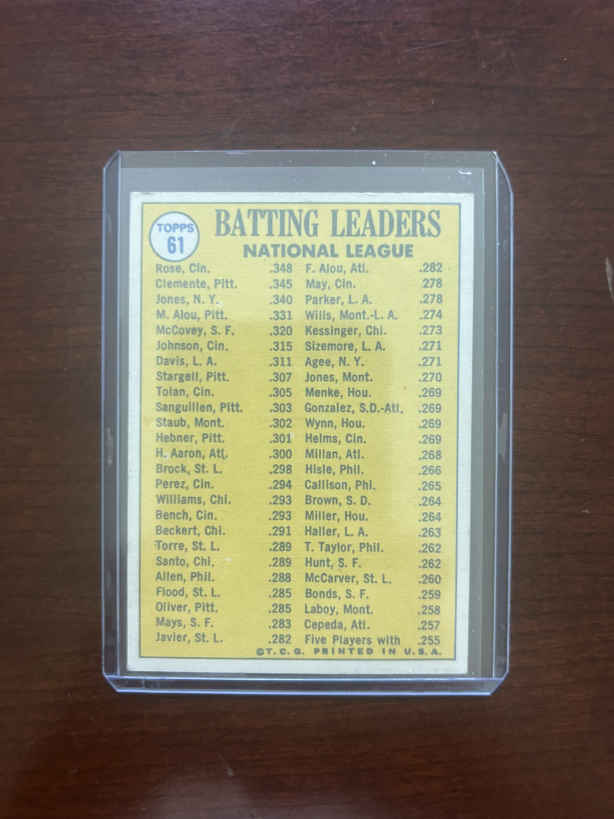 TOPPS
61
BATTING LEADERS
NATIONAL LEAGUE
Rose, Cin. .348 F. Alou, Atl. .282
Clemente, Pitt. .345 May, Cin. .278
Jones, N. Y. .340 Parker, L. A. .278
M. Alou, Pitt. .331 Wills, Mont.-L. A. .274
McCovey, S. F. .320 Kessinger, Chi. .273
Johnson, Cin. .315 Sizemore, L. A. .271
Davis, L. A. .311 Agee, N. Y. .271
Stargell, Pitt. .307 Jones, Mont. .270
Tolan, Cin. .305 Menke, Hou. .269
Sanguillen, Pitt. .303 Gonzalez, S.D.-Atl. .269
Staub, Mont. .302 Wynn, Hou. .269
Hebner, Pitt. .301 Helms, Cin. .269
H. Aaron, Atl. .300 Millan, Atl. .268
Brock, St. L. .298 Hisle, Phil. .266
Perez, Cin. .294 Callison, Phi. .265
Williams, Chi. .293 Brown, S. D. .264
Bench, Cin. .293 Miller, Hou. .264
Beckert, Chi. .291 Haller, L. A. .263
Torre, St. L. .289 T. Taylor, Phil. .262
Santo, Chi. .289 Hunt, S. F. .262
Allen, Phil. .288 McCarver, St. L. .260
Flood, St. L. .285 Bonds, S. F. .259
Oliver, Pitt. .285 Laboy, Mont. .258
Mays, S. F. .283 Cepeda, Atl. .257
Javier, St. L. .282 Five Players with .255
©T. C. G. PRINTED IN U. S. A.